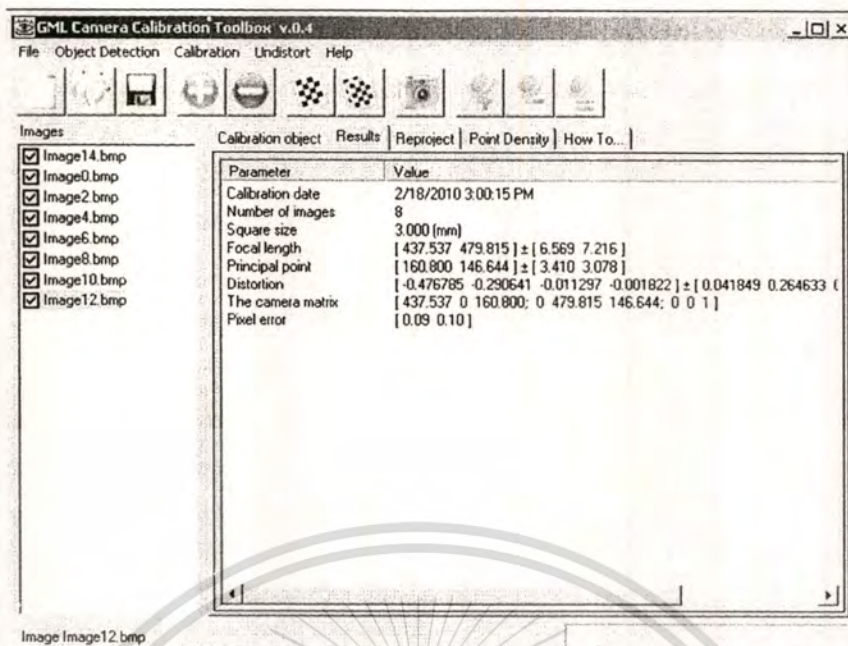 GML Camera Calibration Toolbox v.0.4
File Object Detection Calibration Undistort Help
Images
Image14.bmp
Image0.bmp
Image2.bmp
Image4.bmp
Image6.bmp
Image8.bmp
Image10.bmp
Image12.bmp
Calibration object Results Reproject Point Density How To...
Parameter Value
Calibration date 2/18/2010 3:00:15 PM
Number of images 8
Square size 3.000 (mm)
Focal length [ 437.537 479.815 ] ± [ 6.569 7.216 ]
Principal point [ 160.800 146.644 ] ± [ 3.410 3.078 ]
Distortion [ -0.476785 -0.290641 -0.011297 -0.001822 ] ± [ 0.041849 0.264633
The camera matrix [ 437.537 0 160.800; 0 479.815 146.644; 0 0 1 ]
Pixel error [ 0.09 0.10 ]
Image Image12.bmp